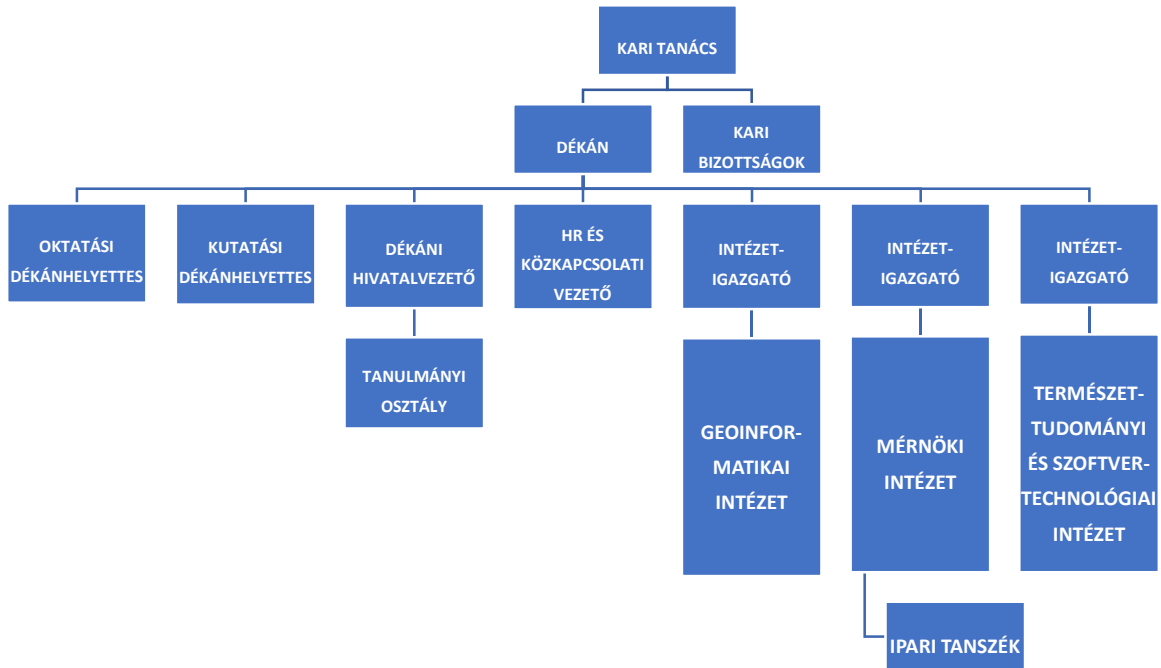 KARI TANÁCS
DÉKÁN
KARI
BIZOTTSÁGOK
OKTATÁSI
DÉKÁNHELYETTES
KUTATÁSI
DÉKÁNHELYETTES
DÉKÁNI
HIVATALVEZETŐ
HR ÉS
KÖZKAPCSOLATI
VEZETŐ
INTÉZET-
IGAZGATÓ
INTÉZET-
IGAZGATÓ
INTÉZET-
IGAZGATÓ
TANULMÁNYI
OSZTÁLY
GEOINFOR-
MATIKAI
INTÉZET
MÉRNÖKI
INTÉZET
TERMÉSZET-
TUDOMÁNYI
ÉS SZOFTVER-
TECHNOLÓGIAI
INTÉZET
IPARI TANSZÉK